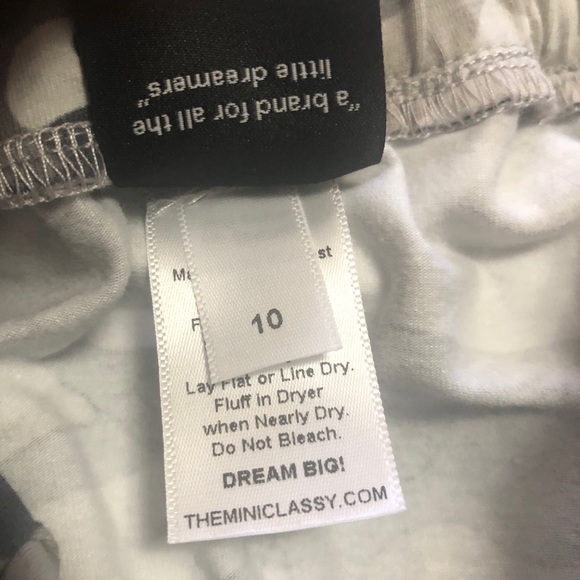 "a brand for all the
little dreamers"
st
10
Lay Flat or Line Dry.
Fluff in Dryer
when Nearly Dry.
Do Not Bleach.
DREAM BIG!
THEMINICLASSY.COM